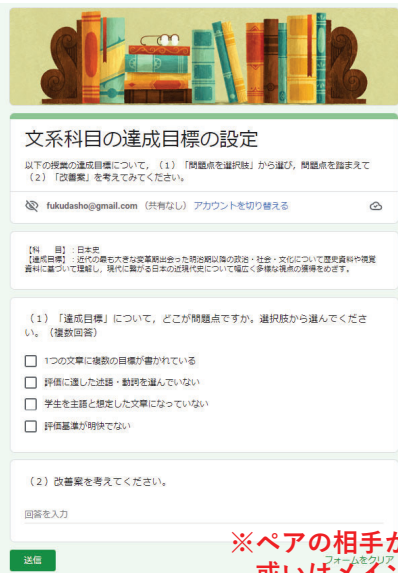 文系科目の達成目標の設定
以下の授業の達成目標について，（1）「問題点を選択肢」から選び，問題点を踏まえて
（2）「改善案」を考えてみてください。
fukudasho@gmail.com （共有なし） アカウントを切り替える
【科　　目】：日本史
【達成目標】：近代の最も大きな変革期出会った明治期以降の政治・社会・文化について歴史資料や視覚
資料に基づいて理解し，現代に繋がる日本の近現代史について幅広く多様な視点の獲得をめざす。
（1）「達成目標」について，どこが問題点ですか。選択肢から選んでくださ
い。（複数回答）
1つの文章に複数の目標が書かれている
評価に適した述語・動詞を選んでいない
学生を主語と想定した文章になっていない
評価基準が明快でない
（2）改善案を考えてください。
回答を入力
※ペアの相手が
送信
フォームをクリア
或いはメイン